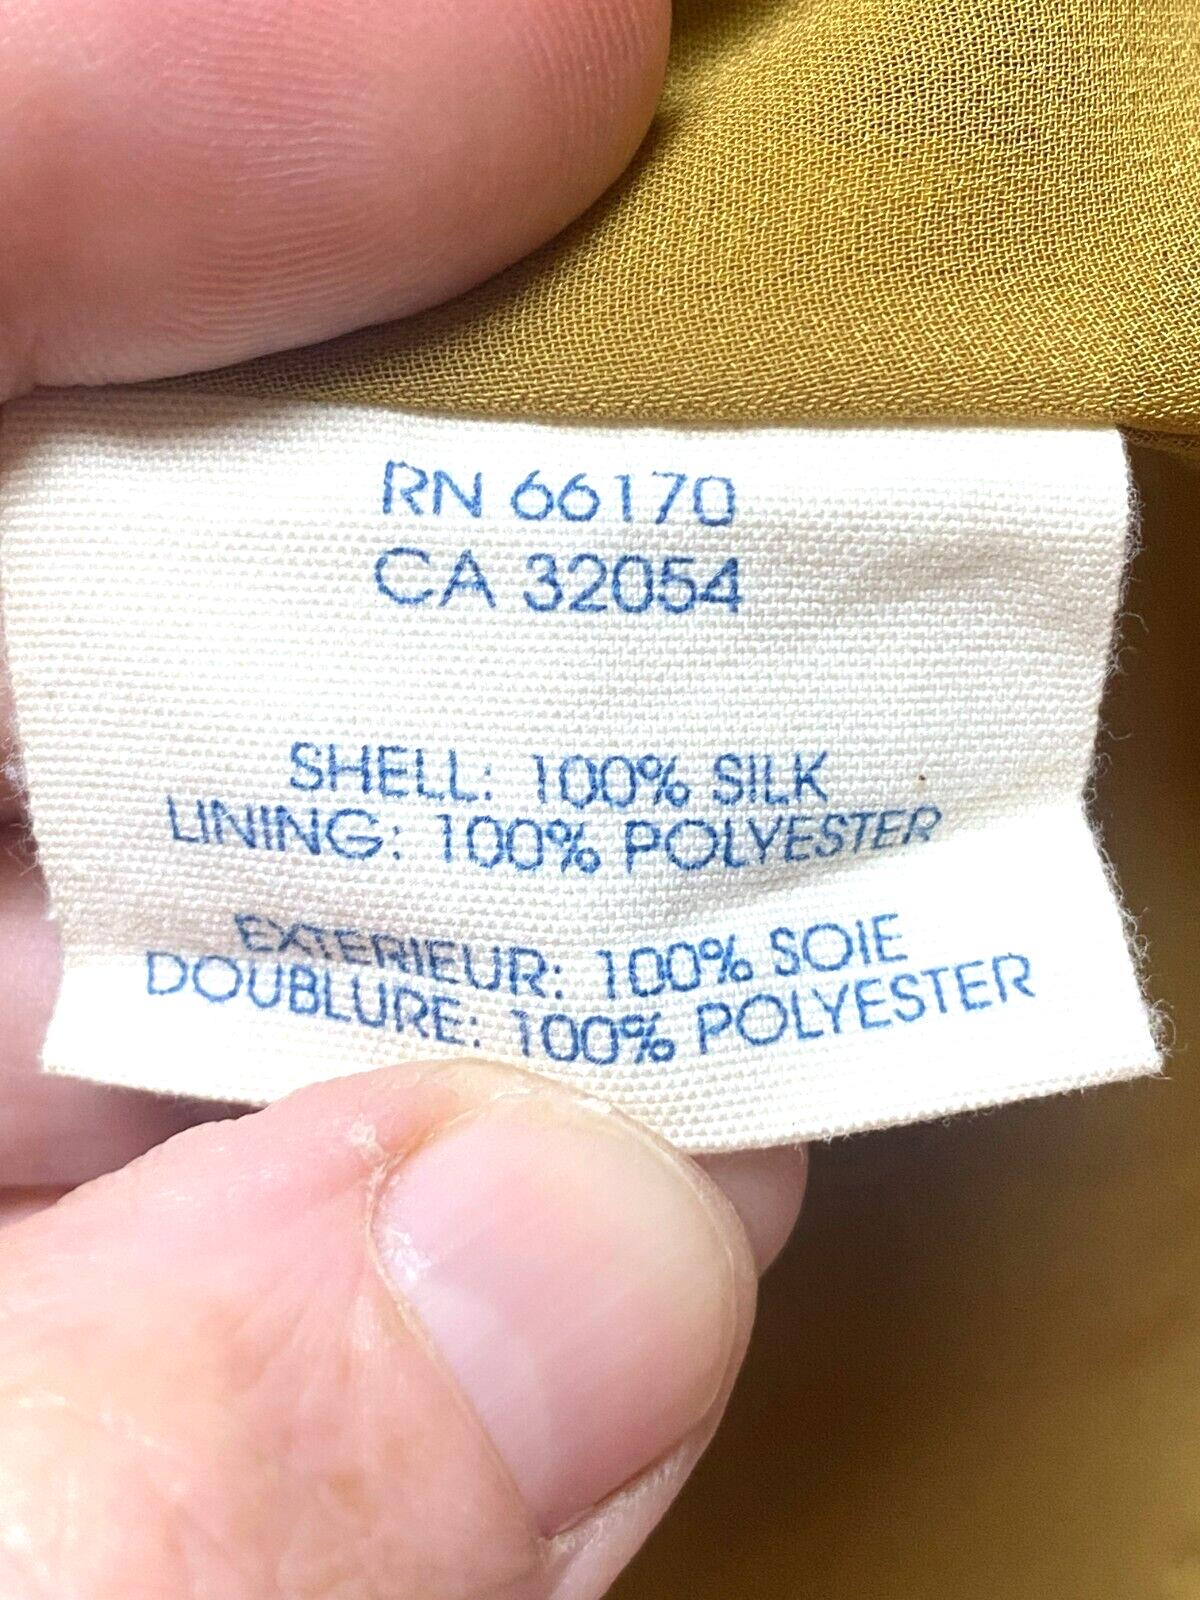 RN 66170
CA 32054
SHELL: 100% SILK
LINING: 100% POLYESTER
EXTERIEUR: 100% SOIE
DOUBLURE: 100% POLYESTER